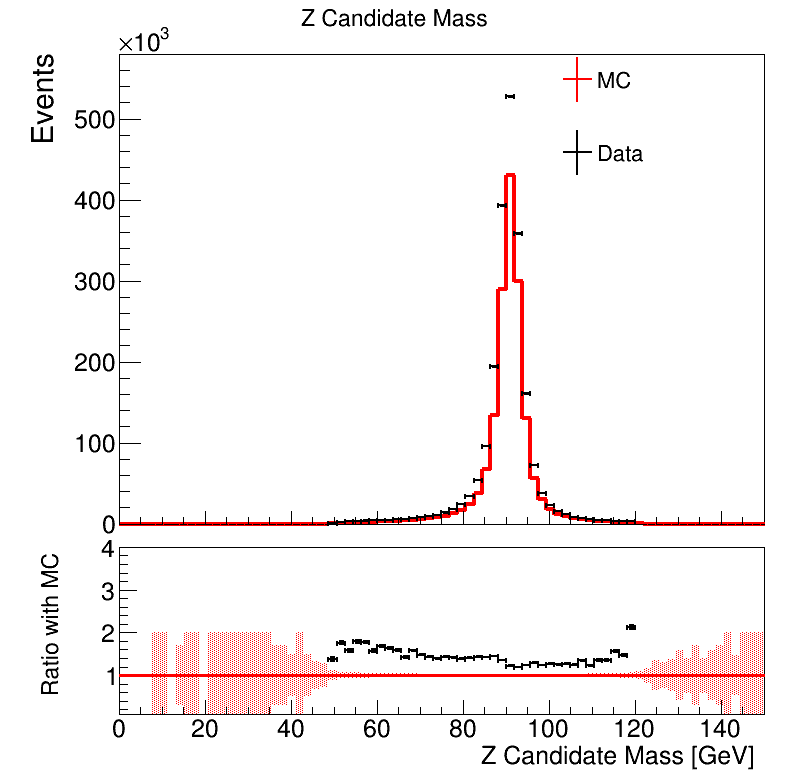 Z Candidate Mass
×10³
Events
MC
Data
500
400
300
200
100
0
Ratio with MC
4
3
2
1
0 20 40 60 80 100 120 140
Z Candidate Mass [GeV]